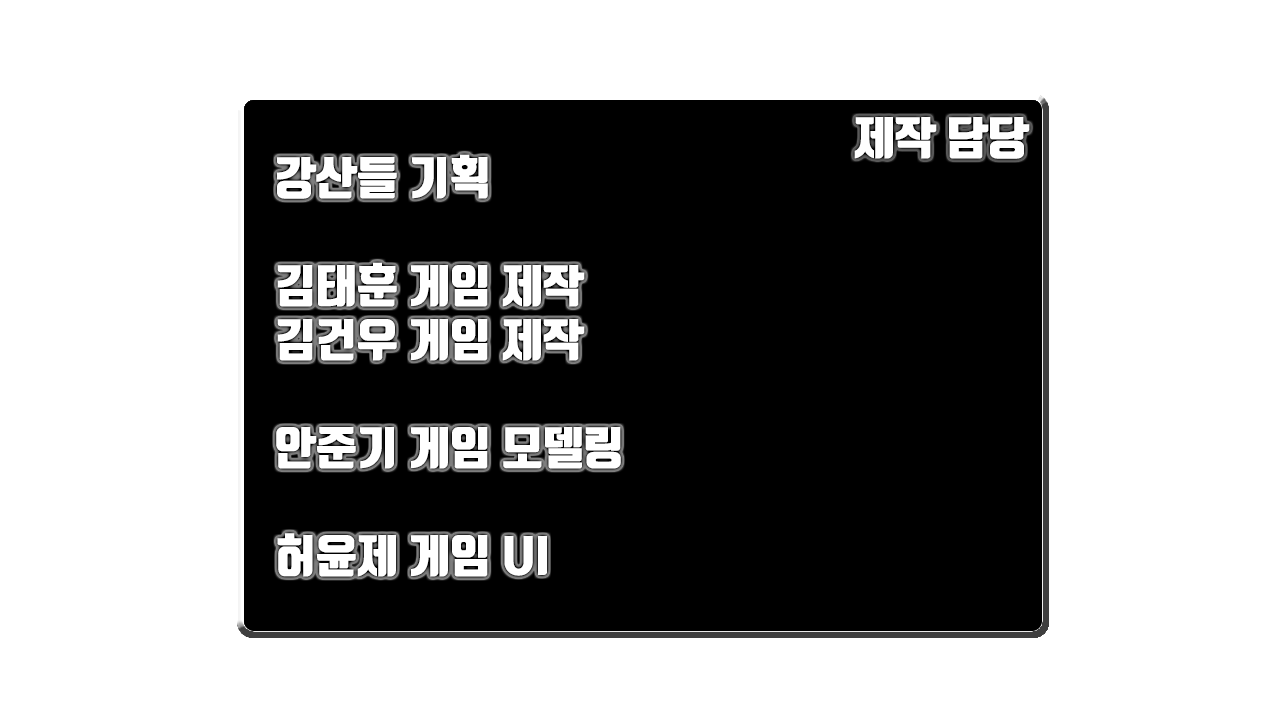 제작 담당
강산들 기획
김태훈 게임 제작
김건우 게임 제작
안준기 게임 모델링
허윤제 게임 UI